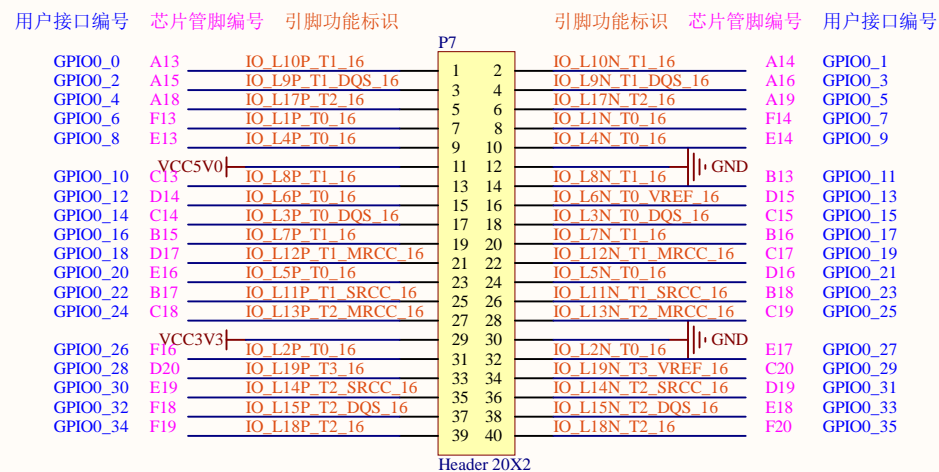 用户接口编号 芯片管脚编号 引脚功能标识 引脚功能标识 芯片管脚编号 用户接口编号
P7
GPIO0_0 A13 IO_L10P_T1_16 1 2 IO_L10N_T1_16 A14 GPIO0_1
GPIO0_2 A15 IO_L9P_T1_DQS_16 3 4 IO_L9N_T1_DQS_16 A16 GPIO0_3
GPIO0_4 A18 IO_L17P_T2_16 5 6 IO_L17N_T2_16 A19 GPIO0_5
GPIO0_6 F13 IO_L1P_T0_16 7 8 IO_L1N_T0_16 F14 GPIO0_7
GPIO0_8 E13 IO_L4P_T0_16 9 10 IO_L4N_T0_16 E14 GPIO0_9
VCC5V0 11 12 GND
GPIO0_10 C13 IO_L8P_T1_16 13 14 IO_L8N_T1_16 B13 GPIO0_11
GPIO0_12 D14 IO_L6P_T0_16 15 16 IO_L6N_T0_VREF_16 D15 GPIO0_13
GPIO0_14 C14 IO_L3P_T0_DQS_16 17 18 IO_L3N_T0_DQS_16 C15 GPIO0_15
GPIO0_16 B15 IO_L7P_T1_16 19 20 IO_L7N_T1_16 B16 GPIO0_17
GPIO0_18 D17 IO_L12P_T1_MRCC_16 21 22 IO_L12N_T1_MRCC_16 C17 GPIO0_19
GPIO0_20 E16 IO_L5P_T0_16 23 24 IO_L5N_T0_16 D16 GPIO0_21
GPIO0_22 B17 IO_L11P_T1_SRCC_16 25 26 IO_L11N_T1_SRCC_16 B18 GPIO0_23
GPIO0_24 C18 IO_L13P_T2_MRCC_16 27 28 IO_L13N_T2_MRCC_16 C19 GPIO0_25
VCC3V3 29 30 GND
GPIO0_26 F16 IO_L2P_T0_16 31 32 IO_L2N_T0_16 E17 GPIO0_27
GPIO0_28 D20 IO_L19P_T3_16 33 34 IO_L19N_T3_VREF_16 C20 GPIO0_29
GPIO0_30 E19 IO_L14P_T2_SRCC_16 35 36 IO_L14N_T2_SRCC_16 D19 GPIO0_31
GPIO0_32 F18 IO_L15P_T2_DQS_16 37 38 IO_L15N_T2_DQS_16 E18 GPIO0_33
GPIO0_34 F19 IO_L18P_T2_16 39 40 IO_L18N_T2_16 F20 GPIO0_35
Header 20X2